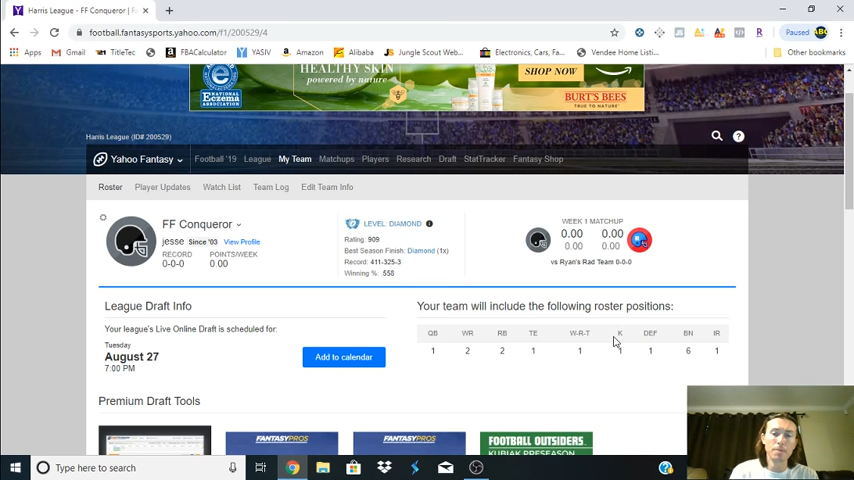 Harris League - FF Conqueror |
football.fantasysports.yahoo.com/f1/200529/4
Paused
Apps Gmail TitleTec FBACalculator YASIV Amazon Alibaba Jungle Scout Web... Electronics, Cars, Fa... Vendee Home Listi... Other bookmarks
HEALTHY SKIN
powered by nature
NATIONAL
Eczema
ASSOCIATION
SHOP NOW
BURT'S BEES
Harris League (ID# 200529)
Yahoo Fantasy Football '19 League My Team Matchups Players Research Draft StatTracker Fantasy Shop
Roster Player Updates Watch List Team Log Edit Team Info
FF Conqueror
jesse Since '03 View Profile
RECORD POINTS/WEEK
0-0-0 0.00
LEVEL: DIAMOND
Rating: 909
Best Season Finish: Diamond (1x)
Record: 411-325-3
Winning %: .558
WEEK 1 MATCHUP
0.00 0.00
0.00 0.00
vs Ryan's Rad Team 0-0-0
League Draft Info
Your league's Live Online Draft is scheduled for:
Tuesday
August 27
7:00 PM
Add to calendar
Your team will include the following roster positions:
QB WR RB TE W-R-T K DEF BN IR
1 2 2 1 1 1 1 6 1
Premium Draft Tools
FANTASYPROS
FANTASYPROS
FOOTBALL OUTSIDERS
KUBIAK PRESEASON
Type here to search